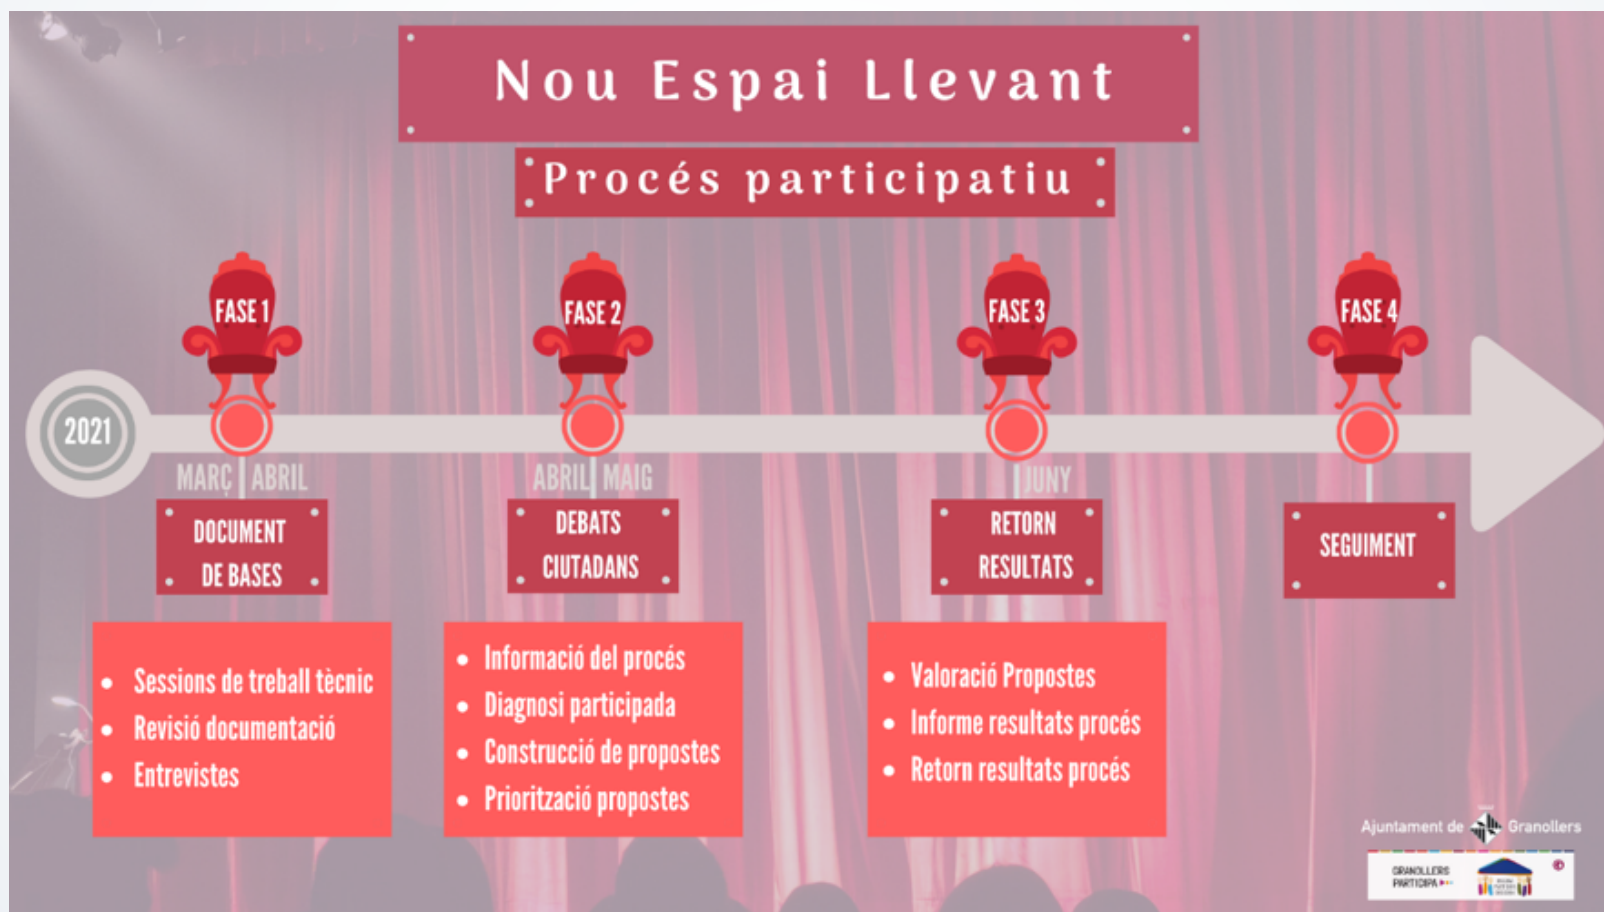 Nou Espai Llevant
Procés participatiu
FASE 1
FASE 2
FASE 3
FASE 4
2021
MARÇ ABRIL
ABRIL MAIG
JUNY
DOCUMENT
DE BASES
DEBATS
CIUTADANS
RETORN
RESULTATS
SEGUIMENT
• Sessions de treball tècnic
• Revisió documentació
• Entrevistes
• Informació del procés
• Diagnosi participada
• Construcció de propostes
• Priorització propostes
• Valoració Propostes
• Informe resultats procés
• Retorn resultats procés
Ajuntament de Granollers
GRANOLLERS
PARTICIPA